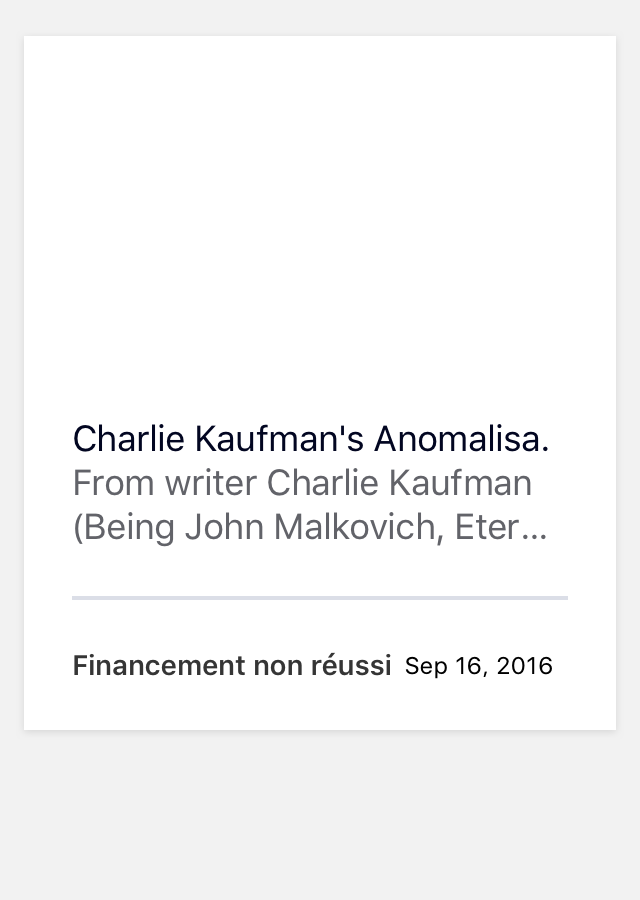 Charlie Kaufman's Anomalisa.
From writer Charlie Kaufman
(Being John Malkovich, Eter...
Financement non réussi Sep 16, 2016